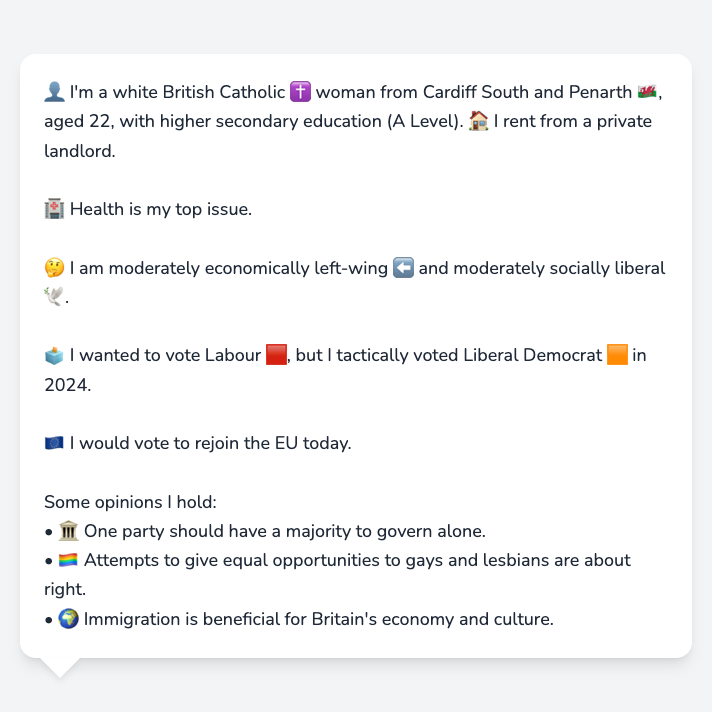 👤 I'm a white British Catholic ✝️ woman from Cardiff South and Penarth 🏴󠁧󠁢󠁷󠁬󠁳󠁿,
aged 22, with higher secondary education (A Level). 🏠 I rent from a private
landlord.
🏥 Health is my top issue.
🤔 I am moderately economically left-wing ⬅️ and moderately socially liberal
🕊️.
🗳️ I wanted to vote Labour 🟥, but I tactically voted Liberal Democrat 🟧 in
2024.
🇪🇺 I would vote to rejoin the EU today.
Some opinions I hold:
• 🏛️ One party should have a majority to govern alone.
• 🏳️‍🌈 Attempts to give equal opportunities to gays and lesbians are about
right.
• 🌍 Immigration is beneficial for Britain's economy and culture.